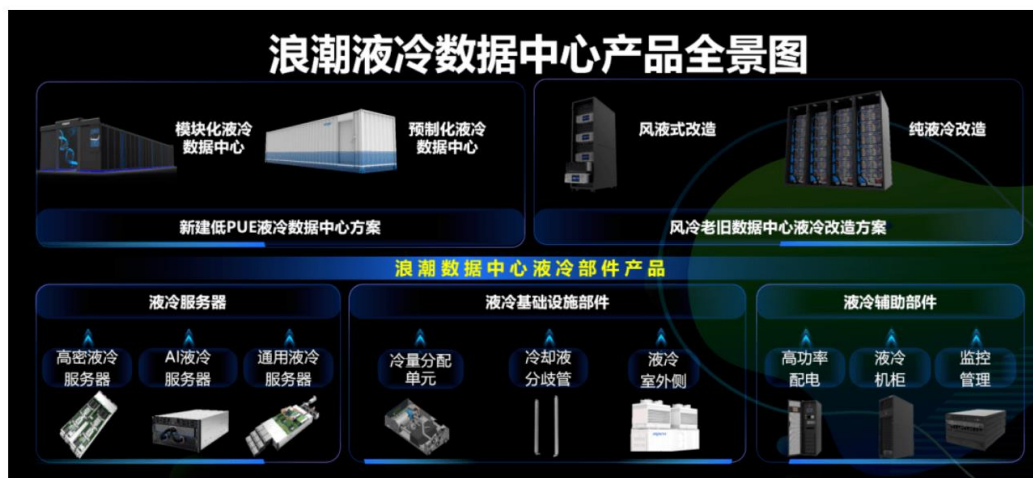 浪潮液冷数据中心产品全景图
模块化液冷
数据中心
预制化液冷
数据中心
新建低PUE液冷数据中心方案
风液式改造
纯液冷改造
风冷老旧数据中心液冷改造方案
浪潮数据中心液冷部件产品
液冷服务器
高密液冷
服务器
AI液冷
服务器
通用液冷
服务器
液冷基础设施部件
冷量分配
单元
冷却液
分歧管
液冷
室外侧
液冷辅助部件
高功率
配电
液冷
机柜
监控
管理